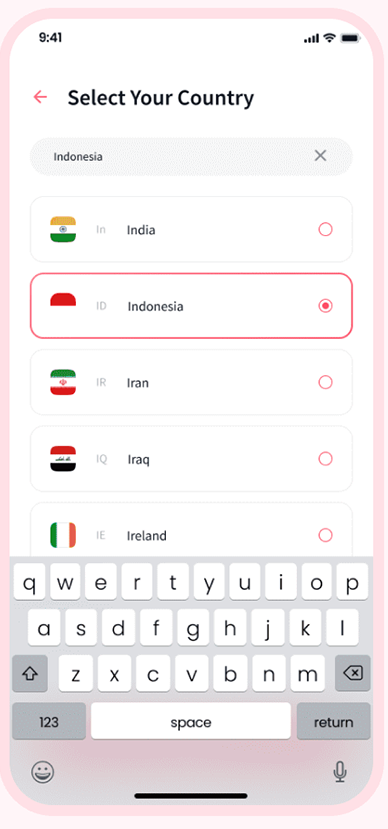 9:41
Select Your Country
Indonesia
In India
ID Indonesia
IR Iran
IQ Iraq
IE Ireland
q w e r t y u i o p
a s d f g h j k l
z x c v b n m
123 space return